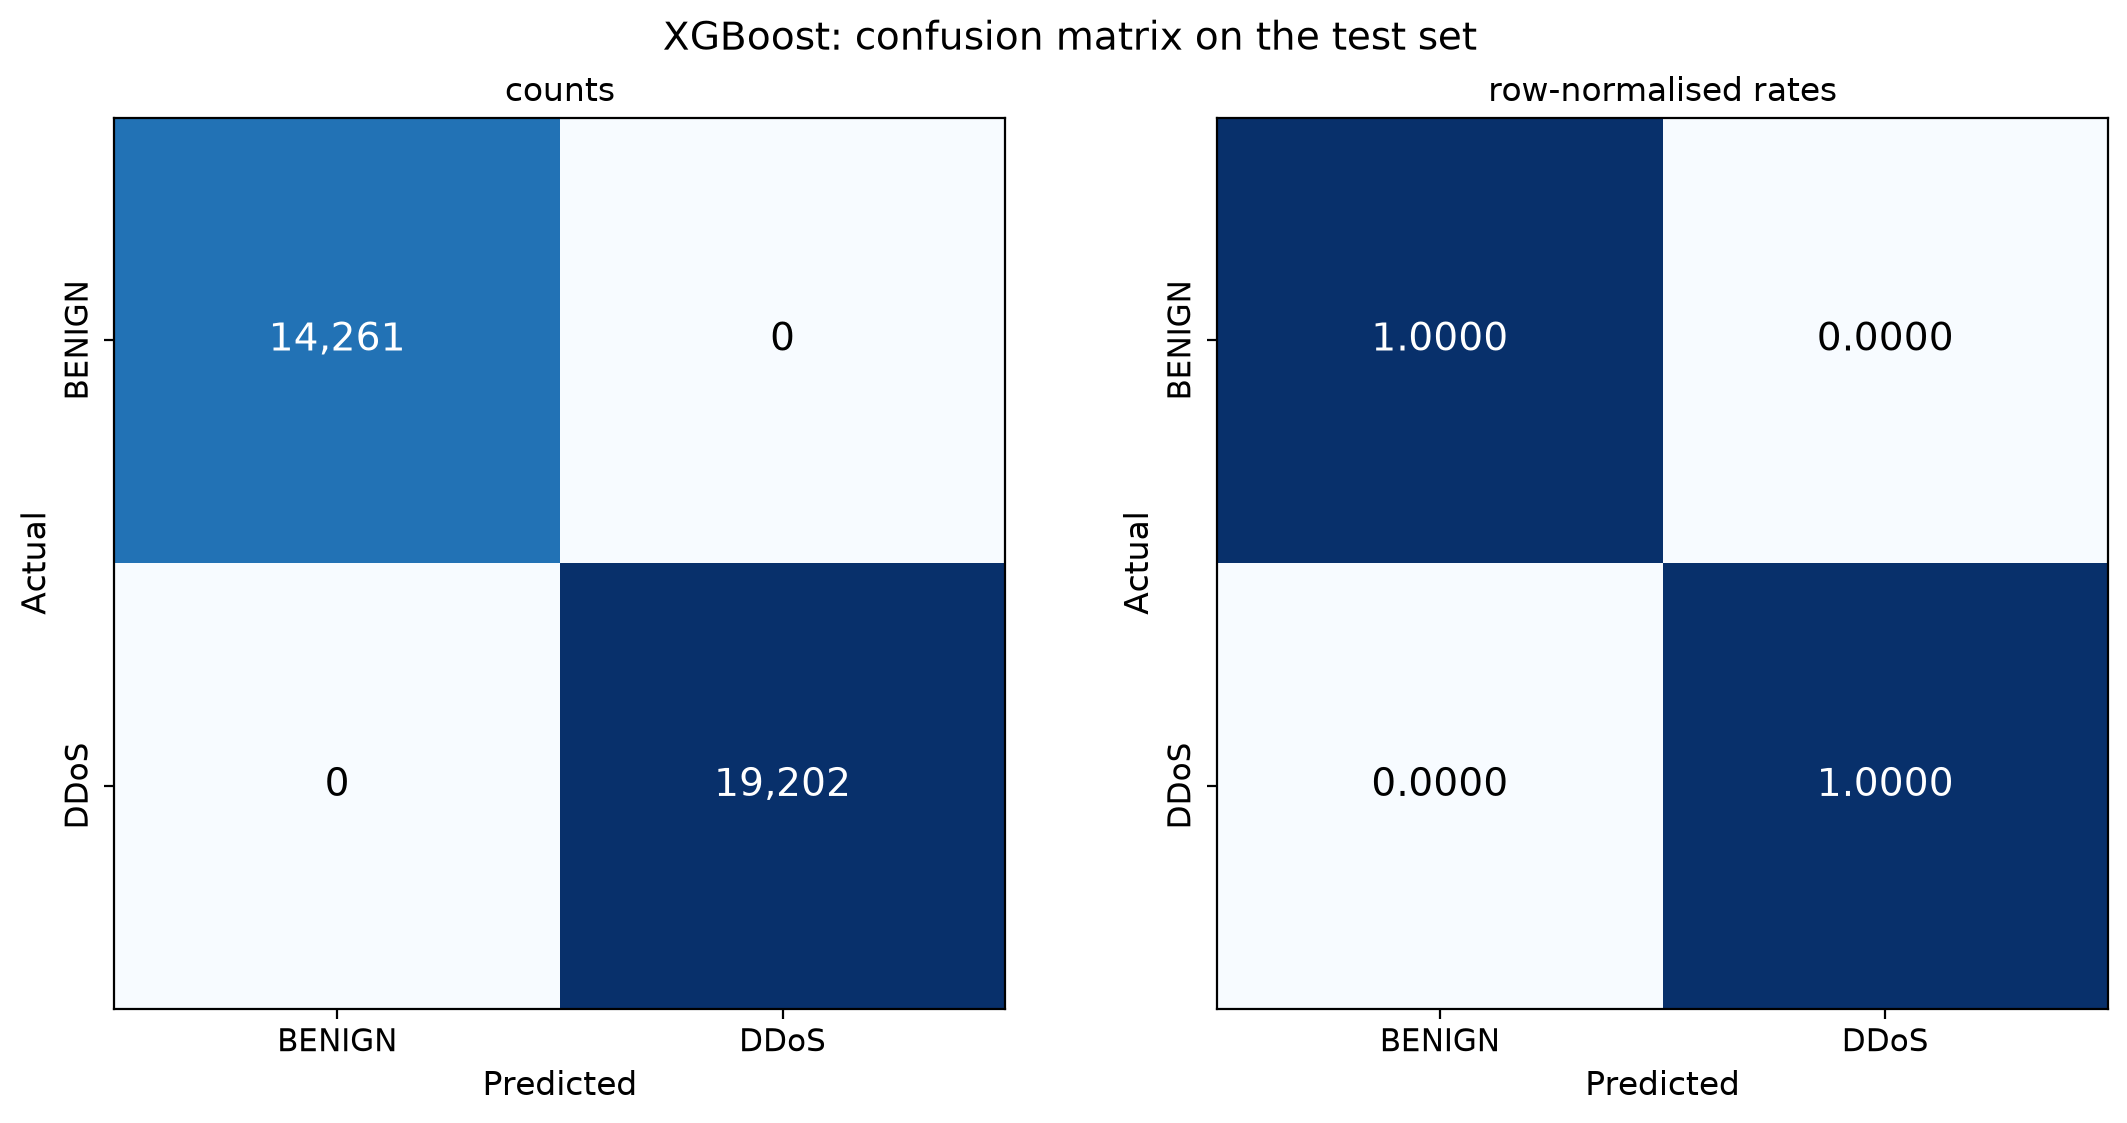 XGBoost: confusion matrix on the test set
counts
BENIGN
14,261
0
Actual
DDoS
0
19,202
BENIGN
DDoS
Predicted
row-normalised rates
BENIGN
1.0000
0.0000
Actual
DDoS
0.0000
1.0000
BENIGN
DDoS
Predicted